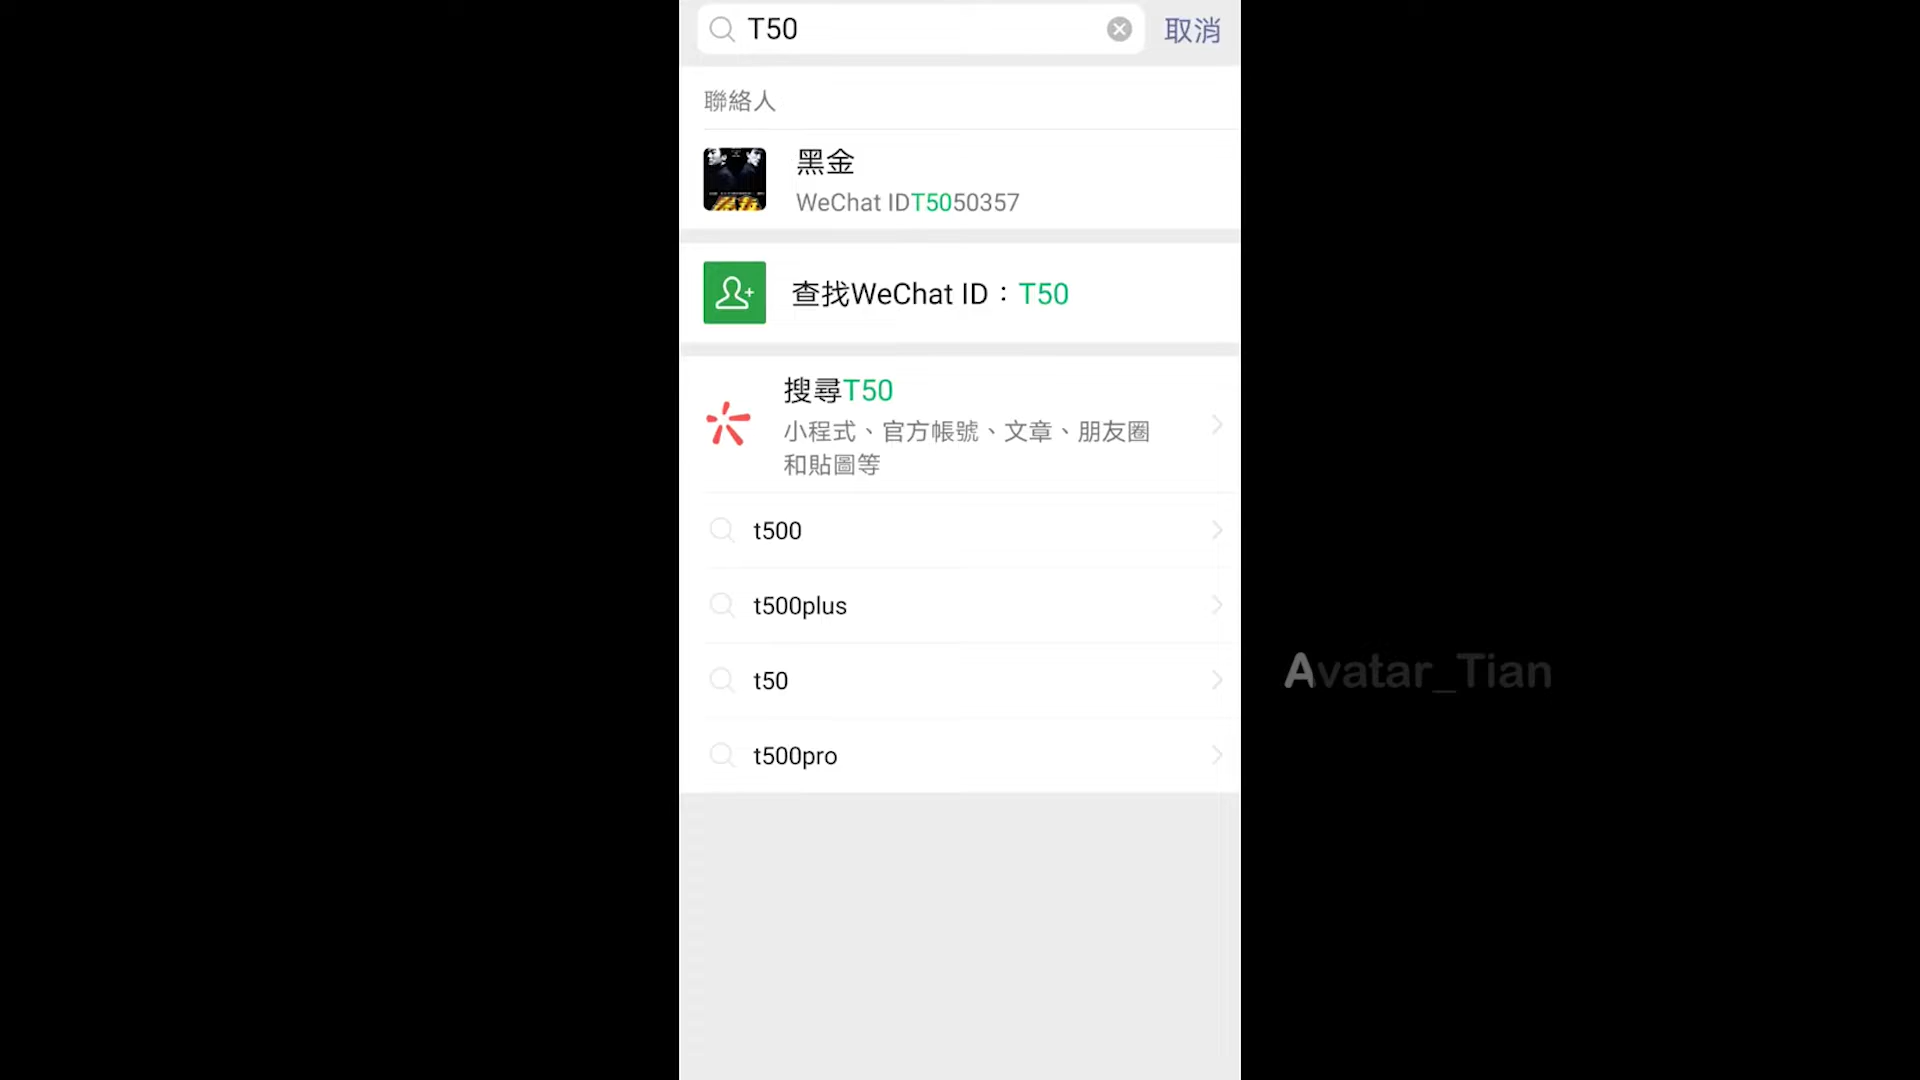 T50
取消
聯絡人
黑金
WeChat IDT5050357
查找WeChat ID：T50
搜尋T50
小程式、官方帳號、文章、朋友圈
和貼圖等
t500
t500plus
t50
t500pro
Avatar_Tian